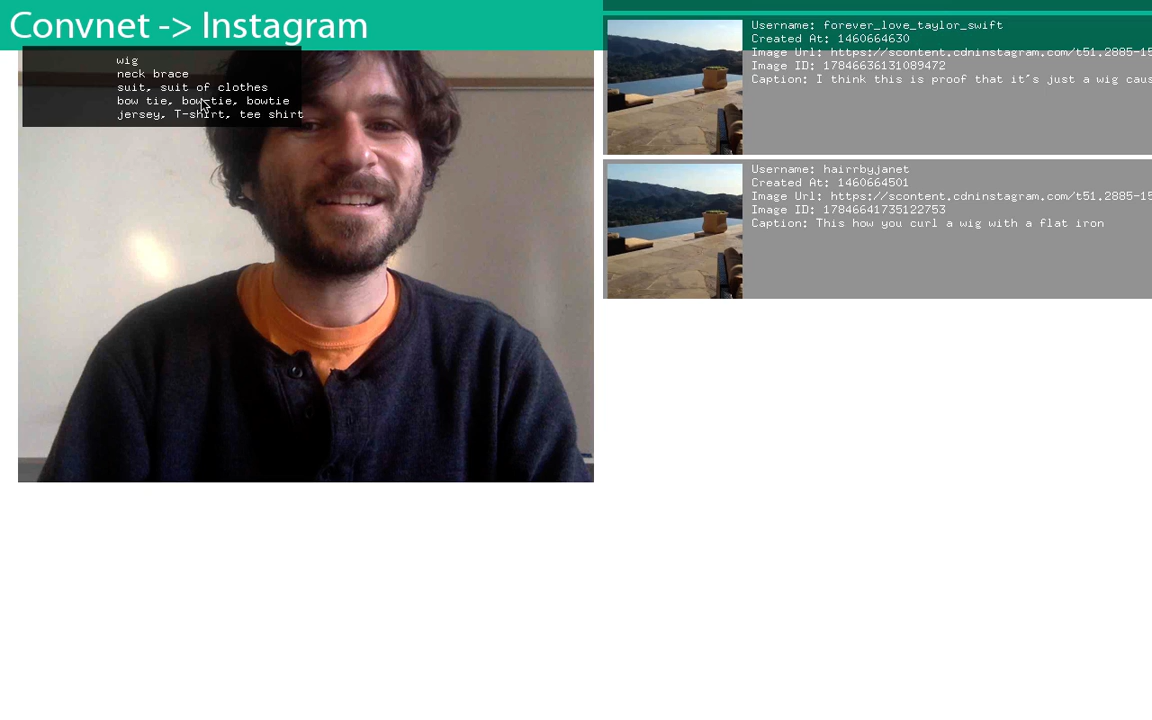 Convnet -> Instagram
wig
neck brace
suit, suit of clothes
bow tie, bow-tie, bowtie
jersey, T-shirt, tee shirt
Username: forever_love_taylor_swift
Created At: 1460664630
Image Url: https://scontent.cdninstagram.com/t51.2885-15
Image ID: 17846636131089472
Caption: I think this is proof that it's just a wig caus
Username: hairrbyjanet
Created At: 1460664501
Image Url: https://scontent.cdninstagram.com/t51.2885-15
Image ID: 17846641735122753
Caption: This how you curl a wig with a flat iron